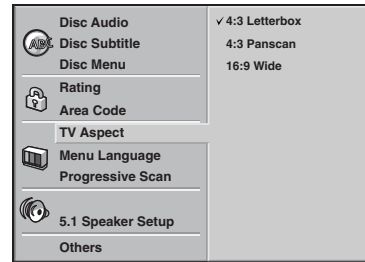 Disc Audio
ABC
Disc Subtitle
Disc Menu
Rating
Area Code
TV Aspect
Menu Language
Progressive Scan
5.1 Speaker Setup
Others
✓ 4:3 Letterbox
4:3 Panscan
16:9 Wide